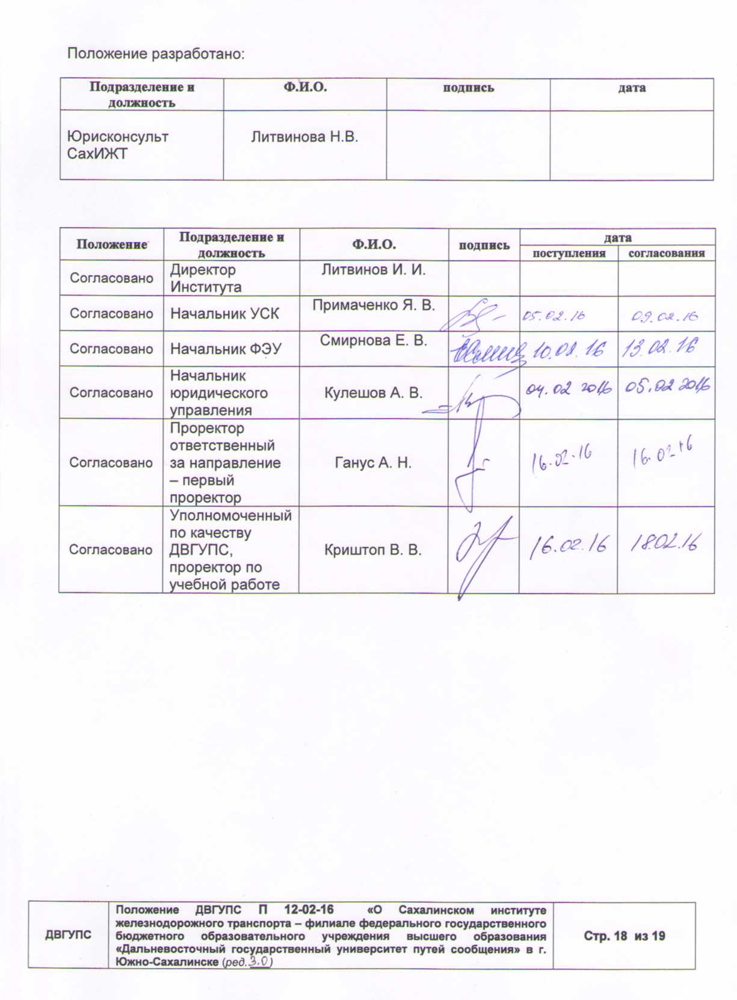 Положение разработано:
Подразделение и
должность
Ф.И.О.
подпись
дата
Юрисконсульт
СахИЖТ
Литвинова Н.В.
Положение
Подразделение и
должность
Ф.И.О.
подпись
дата
поступления
согласования
Согласовано
Директор
Института
Литвинов И. И.
Согласовано
Начальник УСК
Примаченко Я. В.
05.02.16
09.02.16
Согласовано
Начальник ФЭУ
Смирнова Е. В.
10.02.16
13.02.16
Согласовано
Начальник
юридического
управления
Кулешов А. В.
04.02 2016
05.02 2016
Согласовано
Проректор
ответственный
за направление
– первый
проректор
Ганус А. Н.
16.02.16
16.02.16
Согласовано
Уполномоченный
по качеству
ДВГУПС,
проректор по
учебной работе
Криштоп В. В.
16.02.16
18.02.16
ДВГУПС
Положение ДВГУПС П 12-02-16 «О Сахалинском институте
железнодорожного транспорта – филиале федерального государственного
бюджетного образовательного учреждения высшего образования
«Дальневосточный государственный университет путей сообщения» в г.
Южно-Сахалинске (ред. 3.0)
Стр. 18 из 19